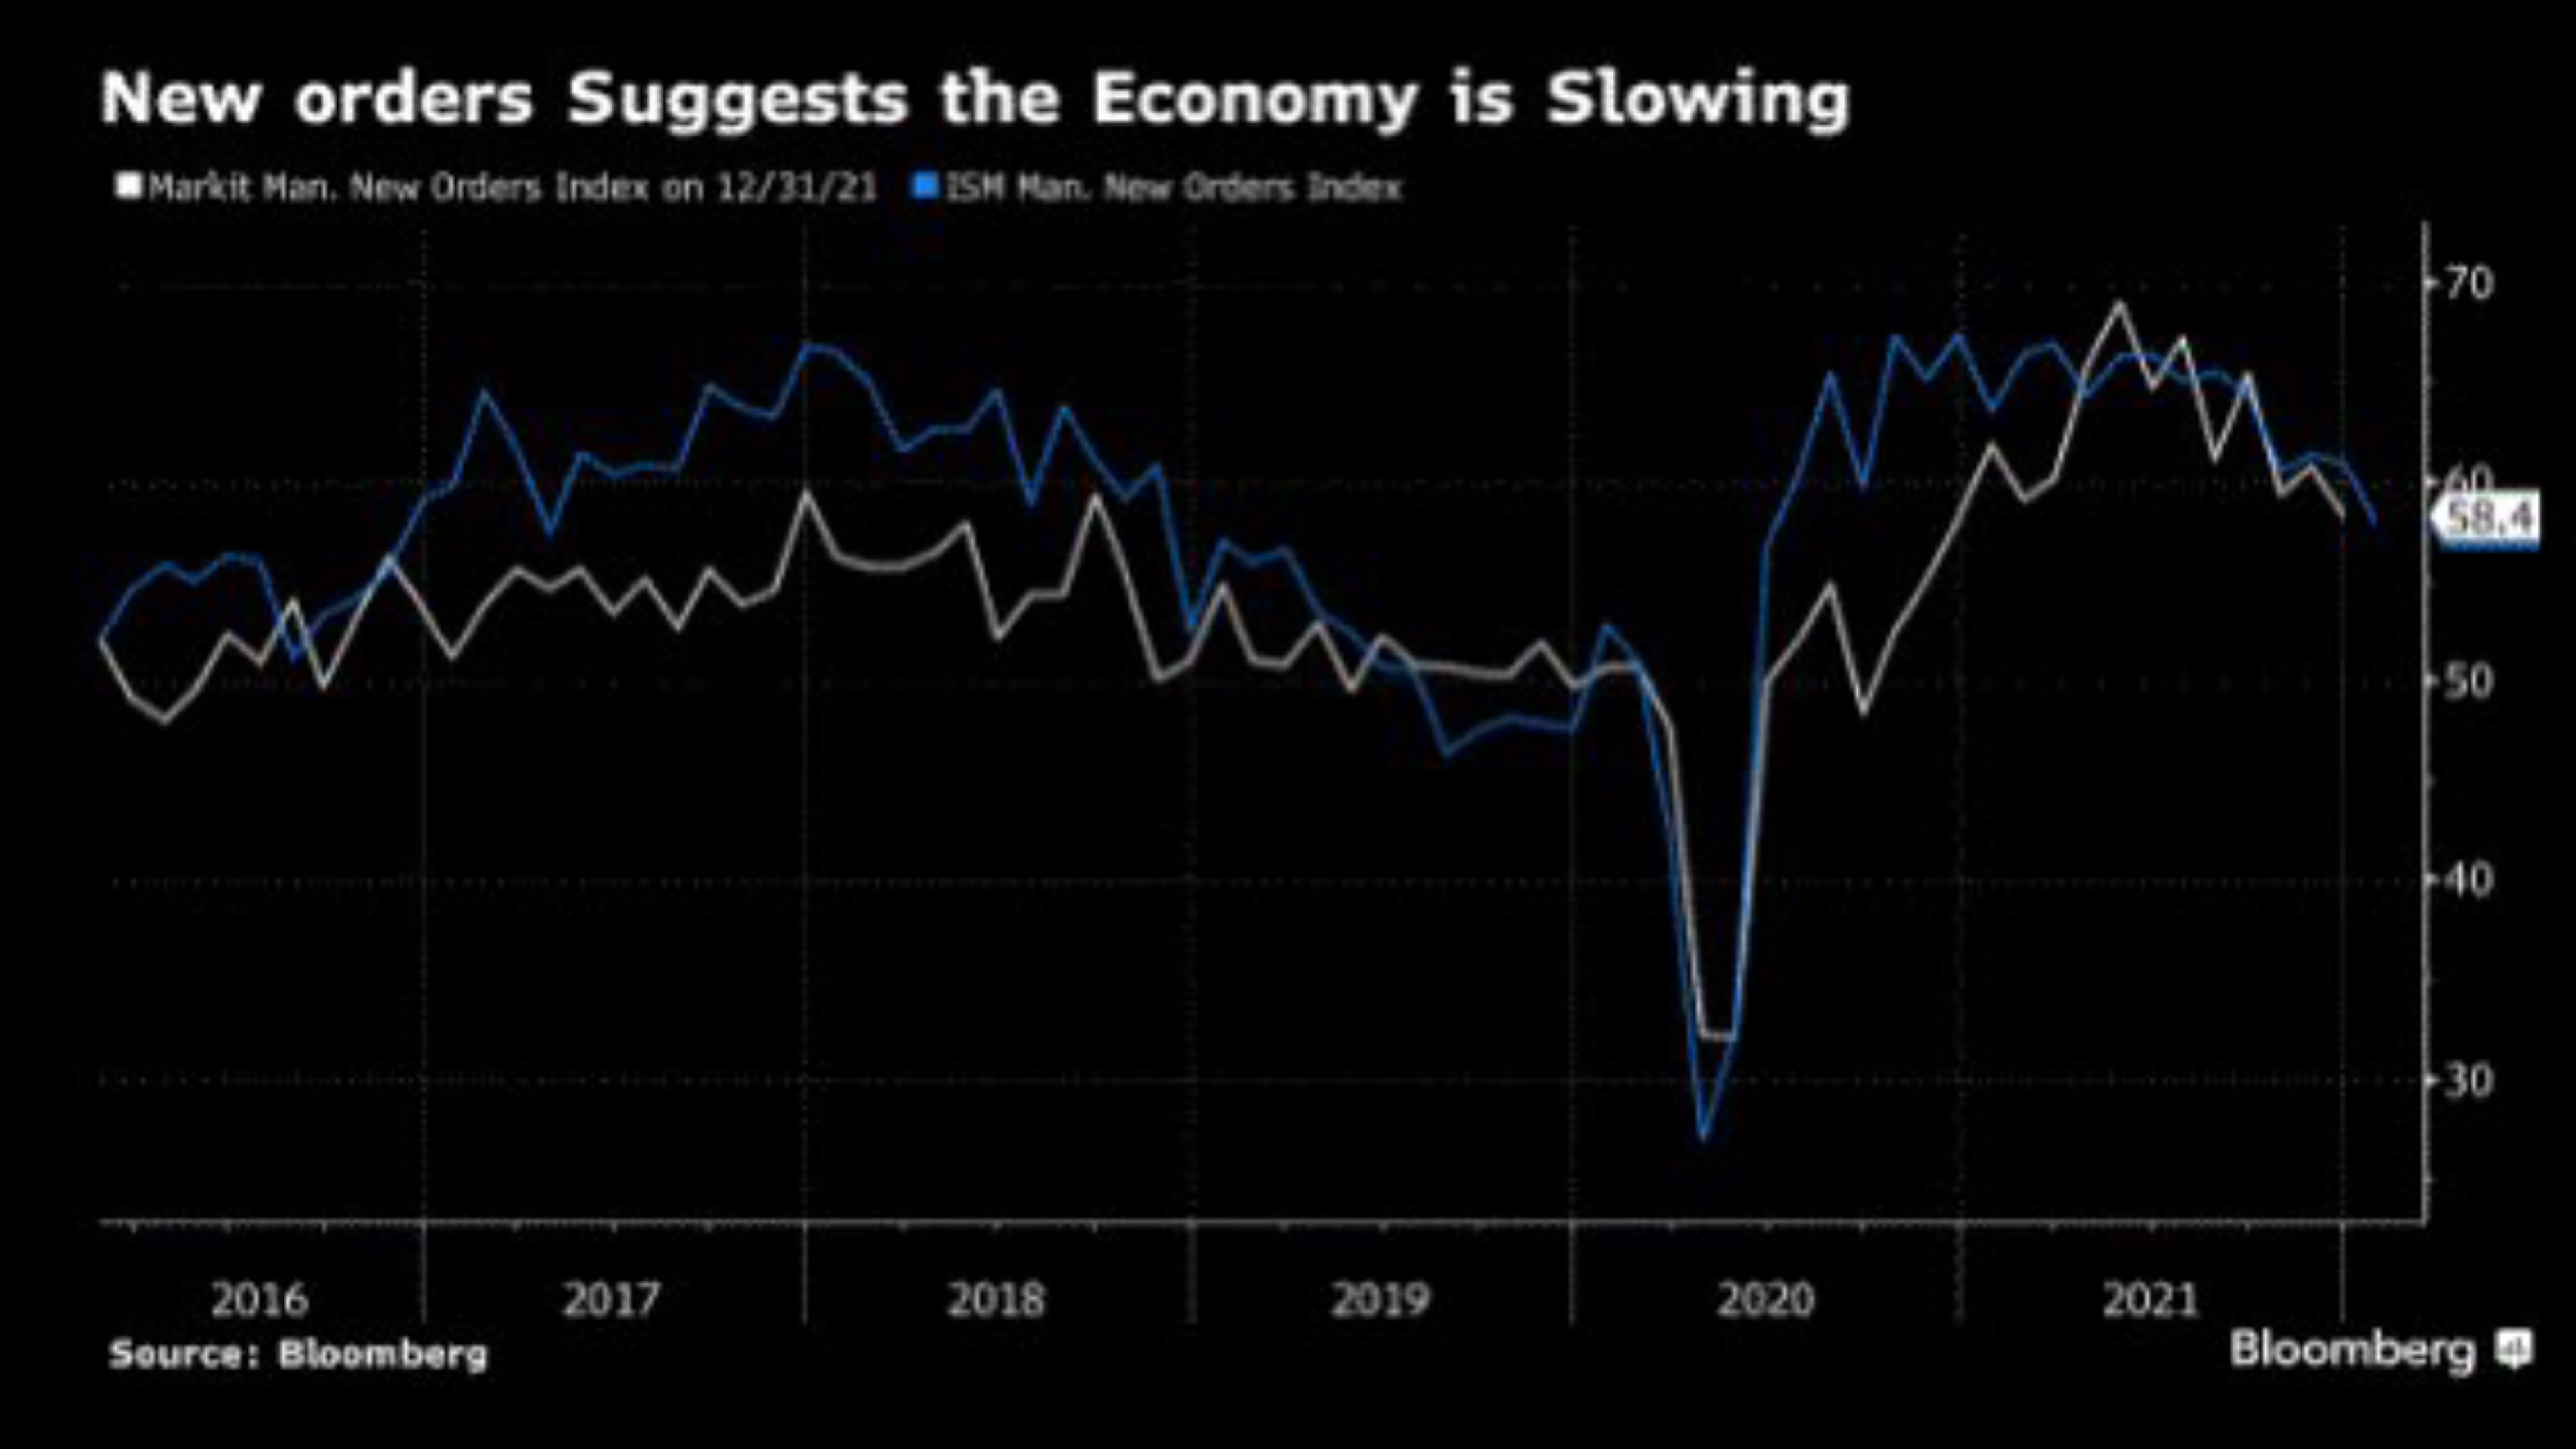 New orders Suggests the Economy is Slowing
Markit Man. New Orders Index on 12/31/21 ISM Man. New Orders Index
70
60
58.4
50
40
30
2016 2017 2018 2019 2020 2021
Source: Bloomberg
Bloomberg